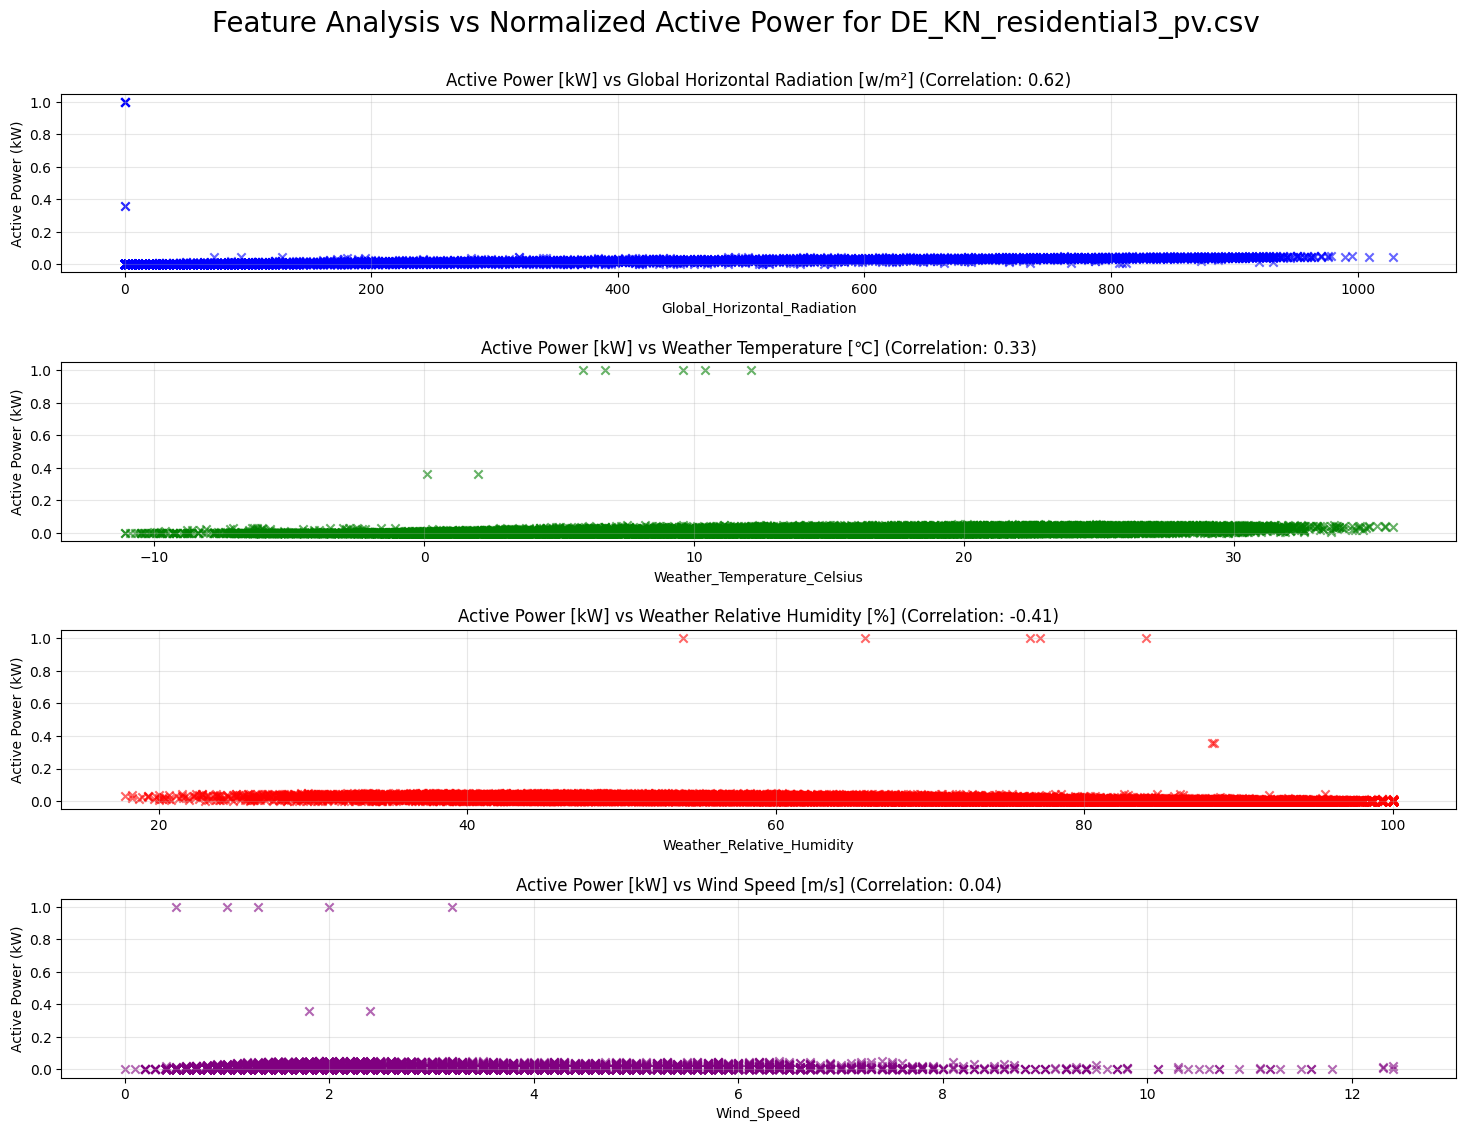 Feature Analysis vs Normalized Active Power for DE_KN_residential3_pv.csv
Active Power [kW] vs Global Horizontal Radiation [w/m²] (Correlation: 0.62)
Active Power (kW)
1.0
0.8
0.6
0.4
0.2
0.0
0 200 400 600 800 1000
Global_Horizontal_Radiation
Active Power [kW] vs Weather Temperature [℃] (Correlation: 0.33)
Active Power (kW)
1.0
0.8
0.6
0.4
0.2
0.0
−10 0 10 20 30
Weather_Temperature_Celsius
Active Power [kW] vs Weather Relative Humidity [%] (Correlation: -0.41)
Active Power (kW)
1.0
0.8
0.6
0.4
0.2
0.0
20 40 60 80 100
Weather_Relative_Humidity
Active Power [kW] vs Wind Speed [m/s] (Correlation: 0.04)
Active Power (kW)
1.0
0.8
0.6
0.4
0.2
0.0
0 2 4 6 8 10 12
Wind_Speed